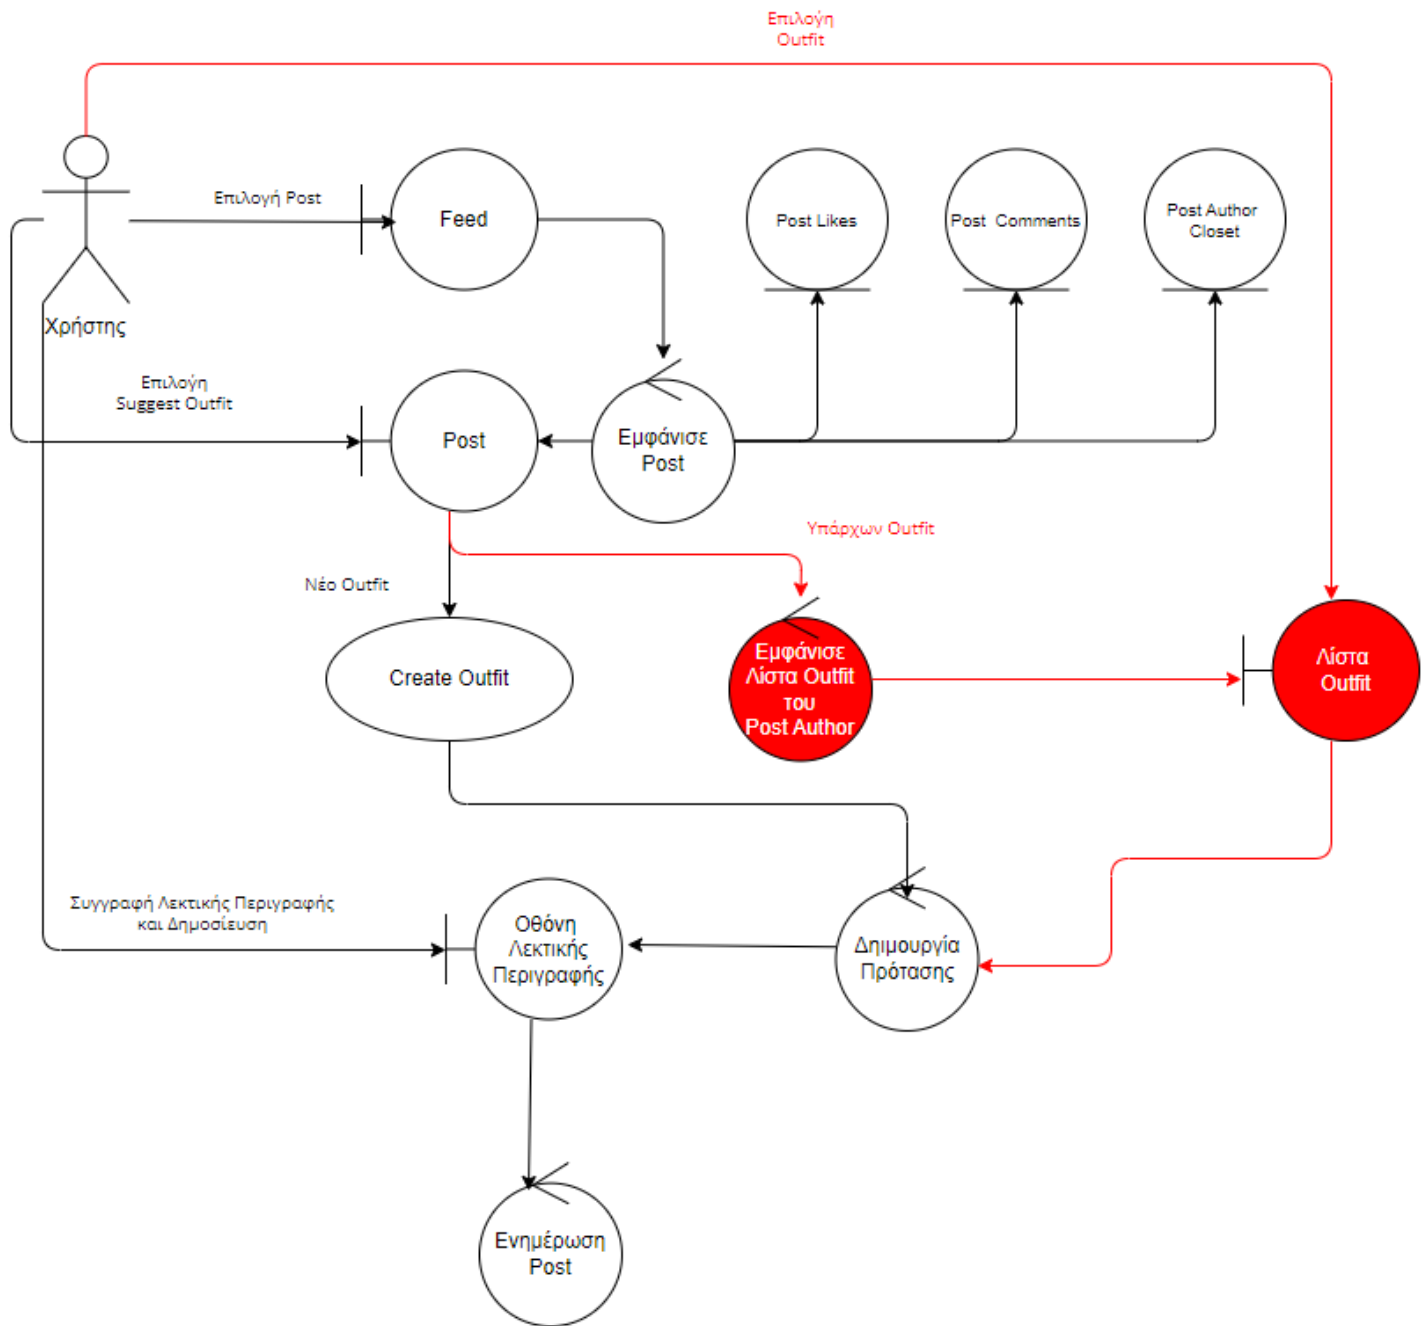 Επιλογή
Outfit
Επιλογή Post
Feed
Post Likes
Post Comments
Post Author
Closet
Χρήστης
Επιλογή
Suggest Outfit
Post
Εμφάνισε
Post
Υπάρχων Outfit
Νέο Outfit
Create Outfit
Εμφάνισε
Λίστα Outfit
του
Post Author
Λίστα
Outfit
Συγγραφή Λεκτικής Περιγραφής
και Δημοσίευση
Οθόνη
Λεκτικής
Περιγραφής
Δηιμουργία
Πρότασης
Ενημέρωση
Post